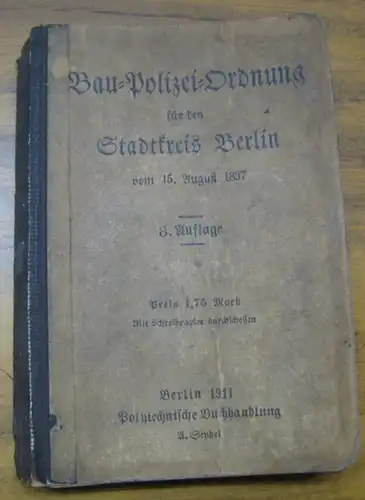 Bau-Polizei-Ordnung
für den
Stadtkreis Berlin
vom 15. August 1897
8. Auflage
Preis 1,75 Mark
Mit Schreibpapier durchschossen
Berlin 1911
Polytechnische Buchhandlung
A. Seydel